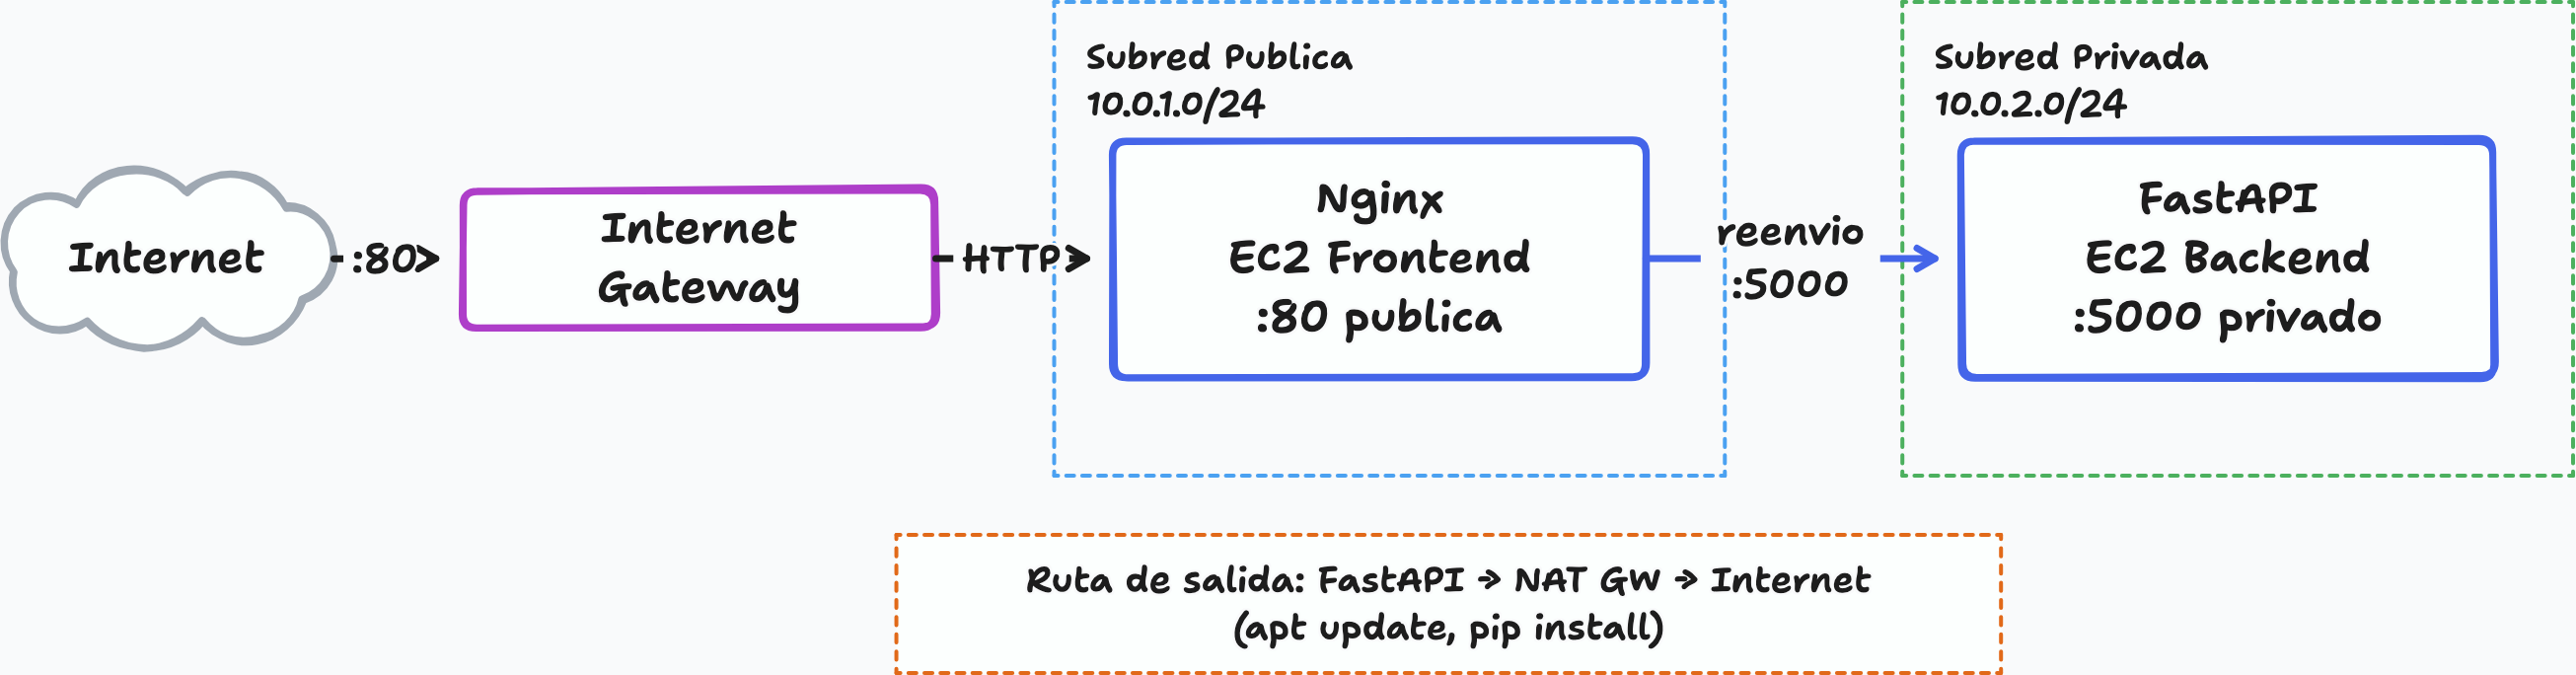 Internet
:80
Internet
Gateway
HTTP
Subred Publica
10.0.1.0/24
Nginx
EC2 Frontend
:80 publica
reenvio
:5000
Subred Privada
10.0.2.0/24
FastAPI
EC2 Backend
:5000 privado
Ruta de salida: FastAPI → NAT GW → Internet
(apt update, pip install)